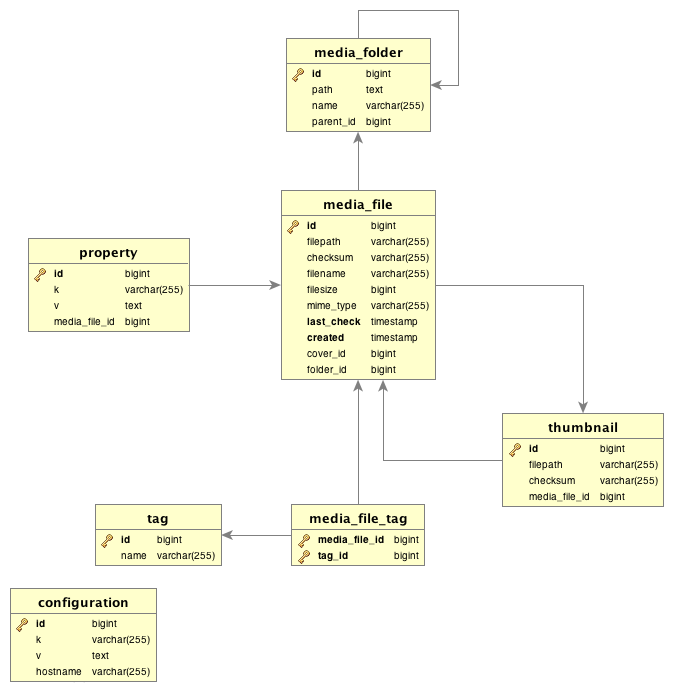 media_folder
id bigint
path text
name varchar(255)
parent_id bigint
media_file
id bigint
filepath varchar(255)
checksum varchar(255)
filename varchar(255)
filesize bigint
mime_type varchar(255)
last_check timestamp
created timestamp
cover_id bigint
folder_id bigint
property
id bigint
k varchar(255)
v text
media_file_id bigint
thumbnail
id bigint
filepath varchar(255)
checksum varchar(255)
media_file_id bigint
tag
id bigint
name varchar(255)
media_file_tag
media_file_id bigint
tag_id bigint
configuration
id bigint
k varchar(255)
v text
hostname varchar(255)